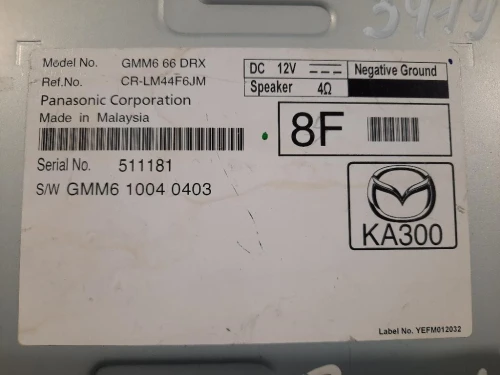 3419
Model No. GMM6 66 DRX
Ref.No. CR-LM44F6JM
Panasonic Corporation
Made in Malaysia
Serial No. 511181
S/W GMM6 1004 0403
DC 12V Negative Ground
Speaker 4Ω
8F
KA300
Label No. YEFM012032